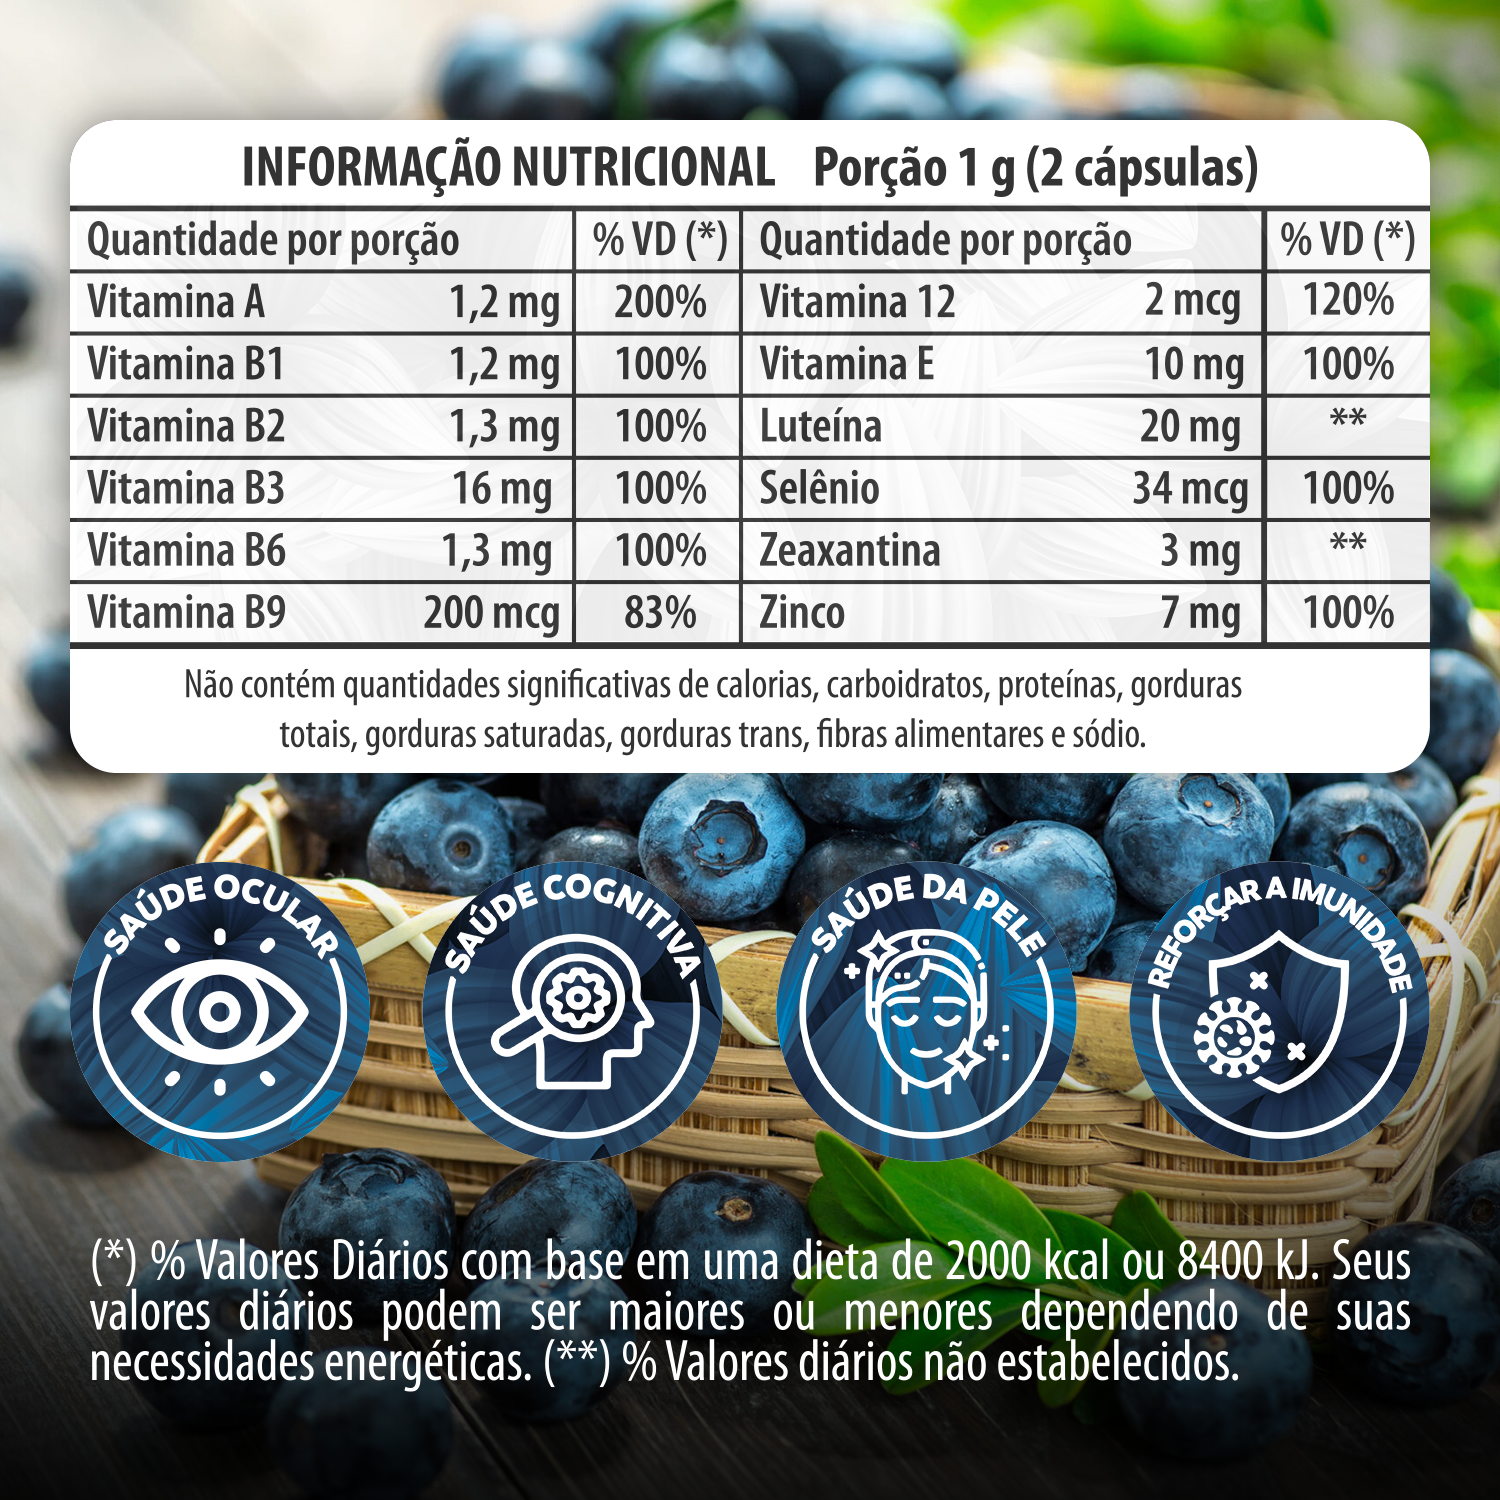 INFORMAÇÃO NUTRICIONAL Porção 1 g (2 cápsulas)
Quantidade por porção % VD (*) Quantidade por porção % VD (*)
Vitamina A 1,2 mg 200% Vitamina 12 2 mcg 120%
Vitamina B1 1,2 mg 100% Vitamina E 10 mg 100%
Vitamina B2 1,3 mg 100% Luteína 20 mg **
Vitamina B3 16 mg 100% Selênio 34 mcg 100%
Vitamina B6 1,3 mg 100% Zeaxantina 3 mg **
Vitamina B9 200 mcg 83% Zinco 7 mg 100%
Não contém quantidades significativas de calorias, carboidratos, proteínas, gorduras
totais, gorduras saturadas, gorduras trans, fibras alimentares e sódio.
SAÚDE OCULAR
SAÚDE COGNITIVA
SAÚDE DA PELE
REFORÇAR A IMUNIDADE
(*) % Valores Diários com base em uma dieta de 2000 kcal ou 8400 kJ. Seus
valores diários podem ser maiores ou menores dependendo de suas
necessidades energéticas. (**) % Valores diários não estabelecidos.